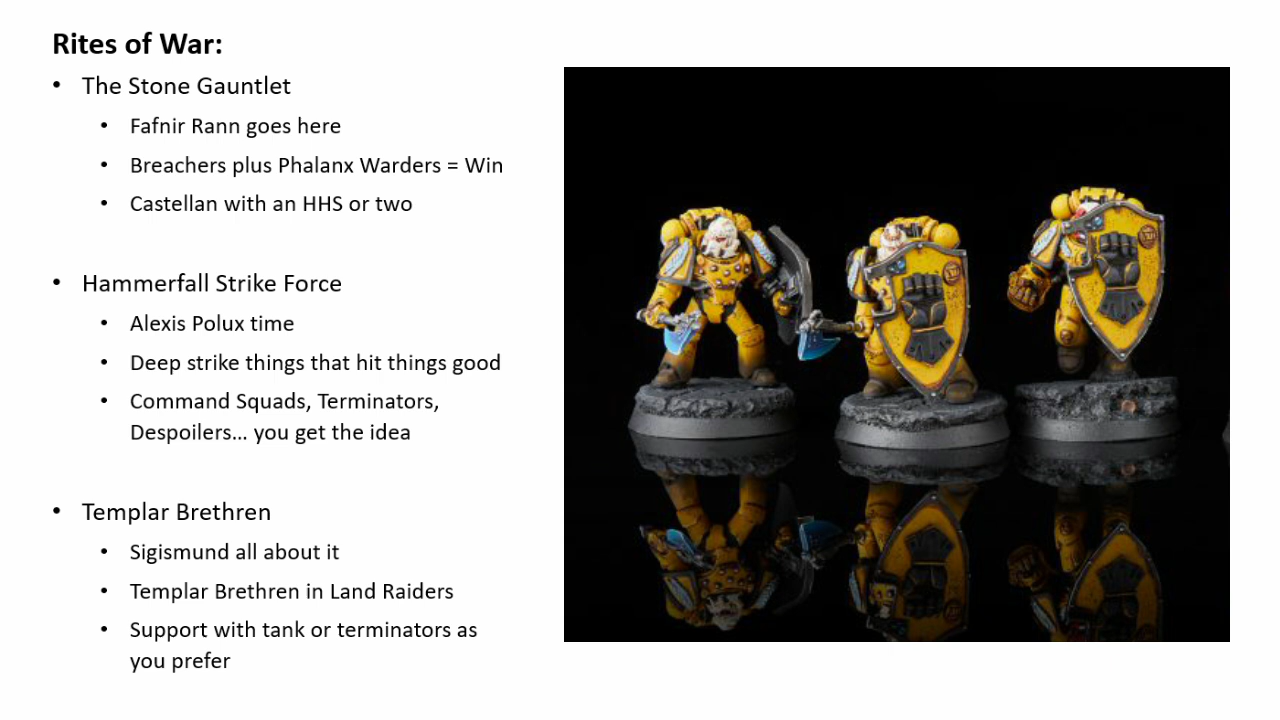 Rites of War:
• The Stone Gauntlet
• Fafnir Rann goes here
• Breachers plus Phalanx Warders = Win
• Castellan with an HHS or two
• Hammerfall Strike Force
• Alexis Polux time
• Deep strike things that hit things good
• Command Squads, Terminators,
Despoilers... you get the idea
• Templar Brethren
• Sigismund all about it
• Templar Brethren in Land Raiders
• Support with tank or terminators as
you prefer